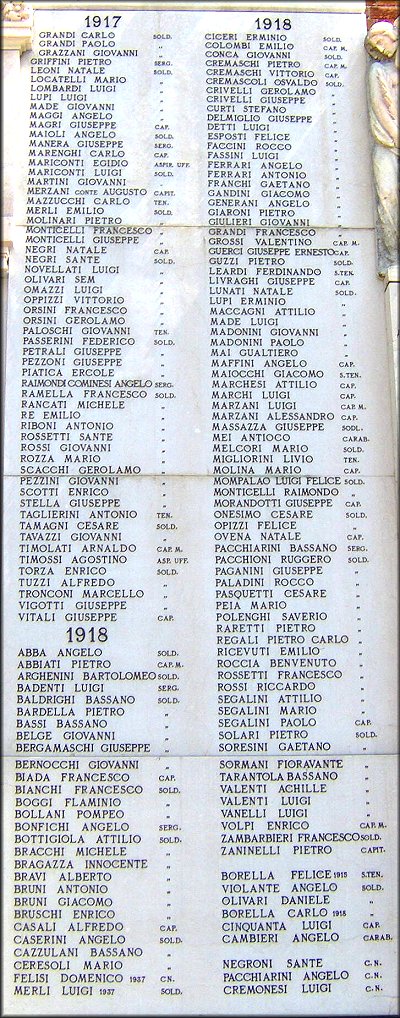 1917
GRANDI CARLO SOLD.
GRANDI PAOLO "
GRAZZANI GIOVANNI "
GRIFFINI PIETRO SERG.
LEONI NATALE SOLD.
LOCATELLI MARIO "
LOMBARDI LUIGI "
LUPI LUIGI "
MADE GIOVANNI "
MAGGI ANGELO "
MAGRI GIUSEPPE CAP.
MAIOLI ANGELO SOLD.
MANERA GIUSEPPE SERG.
MARENGHI CARLO CAP.
MARICONTI EGIDIO ASPIR. UFF.
MARICONTI LUIGI SOLD.
MARTINI GIOVANNI "
MERZANI CONTE AUGUSTO CAPIT.
MAZZUCCHI CARLO TEN.
MERLI EMILIO SOLD.
MOLINARI PIETRO "
MONTICELLI FRANCESCO "
MONTICELLI GIUSEPPE "
NEGRI NATALE CAP.
NEGRI SANTE SOLD.
NOVELLATI LUIGI "
OLIVARI SEM "
OMAZZI LUIGI "
OPPIZZI VITTORIO "
ORSINI FRANCESCO "
ORSINI GEROLAMO "
PALOSCHI GIOVANNI TEN.
PASSERINI FEDERICO SOLD.
PETRALI GIUSEPPE "
PEZZONI GIUSEPPE "
PIATICA ERCOLE "
RAIMONDI COMINESI ANGELO SERG.
RAMELLA FRANCESCO SOLD.
RANCATI MICHELE "
RE EMILIO "
RIBONI ANTONIO "
ROSSETTI SANTE "
ROSSI GIOVANNI "
ROZZA MARIO "
SCACCHI GEROLAMO "
PEZZINI GIOVANNI "
SCOTTI ENRICO "
STELLA GIUSEPPE "
TAGLIERINI ANTONIO TEN.
TAMAGNI CESARE SOLD.
TAVAZZI GIOVANNI "
TIMOLATI ARNALDO CAP. M.
TIMOSSI AGOSTINO ASP. UFF.
TORZA ENRICO SOLD.
TUZZI ALFREDO "
TRONCONI MARCELLO "
VIGOTTI GIUSEPPE "
VITALI GIUSEPPE CAP.
1918
ABBA ANGELO SOLD.
ABBIATI PIETRO CAP. M.
ARGHENINI BARTOLOMEO SOLD.
BADENTI LUIGI SERG.
BALDRIGHI BASSANO SOLD.
BARDELLA PIETRO "
BASSI BASSANO "
BELGE GIOVANNI "
BERGAMASCHI GIUSEPPE "
BERNOCCHI GIOVANNI "
BIADA FRANCESCO CAP.
BIANCHI FRANCESCO SOLD.
BOGGI FLAMINIO "
BOLLANI POMPEO "
BONFICHI ANGELO SERG.
BOTTIGIOLA ATTILIO SOLD.
BRACCHI MICHELE "
BRAGAZZA INNOCENTE "
BRAVI ALBERTO "
BRUNI ANTONIO "
BRUNI GIACOMO "
BRUSCHI ENRICO "
CASALI ALFREDO CAP.
CASERINI ANGELO SOLD.
CAZZULANI BASSANO "
CERESOLI MARIO "
FELISI DOMENICO 1937 C.N.
MERLI LUIGI 1937 SOLD.
1918
CICERI ERMINIO SOLD.
COLOMBI EMILIO CAP. M.
CONCA GIOVANNI SOLD.
CREMASCHI PIETRO CAP. M.
CREMASCHI VITTORIO CAP.
CREMASCOLI OSVALDO SOLD.
CRIVELLI GEROLAMO "
CRIVELLI GIUSEPPE "
CURTI STEFANO "
DELMIGLIO GIUSEPPE "
DETTI LUIGI "
ESPOSTI FELICE "
FACCINI ROCCO "
FASSINI LUIGI "
FERRARI ANGELO "
FERRARI ANTONIO "
FRANCHI GAETANO "
GANDINI GIACOMO "
GENERANI ANGELO "
GIARONI PIETRO "
GIULIERI GIOVANNI "
GRANDI FRANCESCO "
GROSSI VALENTINO CAP. M.
GUERCI GIUSEPPE ERNESTO CAP.
GUZZI PIETRO SOLD.
LEARDI FERDINANDO S.TEN.
LIVRAGHI GIUSEPPE CAP.
LUNATI NATALE SOLD.
LUPI ERMINIO "
MACCAGNI ATTILIO "
MADE LUIGI "
MADONINI GIOVANNI "
MADONINI PAOLO "
MAI GUALTIERO "
MAFFINI ANGELO CAP.
MAIOCCHI GIACOMO S.TEN.
MARCHESI ATTILIO CAP.
MARCHI LUIGI CAP.
MARZANI LUIGI CAP. M.
MARZANI ALESSANDRO CAP.
MASSAZZA GIUSEPPE SODL.
MEI ANTIOCO CARAB.
MELCORI MARIO SOLD.
MIGLIORINI LIVIO TEN.
MOLINA MARIO CAP.
MOMPALAO LUIGI FELICE SOLD.
MONTICELLI RAIMONDO "
MORANDOTTI GIUSEPPE CAP.
ONESIMO CESARE SOLD.
OPIZZI FELICE "
OVENA NATALE CAP.
PACCHIARINI BASSANO SERG.
PACCHIONI RUGGERO SOLD.
PAGANINI GIUSEPPE "
PALADINI ROCCO "
PASQUETTI CESARE "
PEIA MARIO "
POLENGHI SAVERIO "
RARETTI PIETRO "
REGALI PIETRO CARLO "
RICEVUTI EMILIO "
ROCCIA BENVENUTO "
ROSSETTI FRANCESCO "
ROSSI RICCARDO "
SEGALINI ATTILIO "
SEGALINI MARIO "
SEGALINI PAOLO CAP.
SOLARI PIETRO SOLD.
SORESINI GAETANO "
SORMANI FIORAVANTE "
TARANTOLA BASSANO "
VALENTI ACHILLE "
VALENTI LUIGI "
VANELLI LUIGI "
VOLPI ENRICO CAP. M.
ZAMBARBIERI FRANCESCO SOLD.
ZANINELLI PIETRO CAPIT.
BORELLA FELICE 1915 S.TEN.
VIOLANTE ANGELO SOLD.
OLIVARI DANIELE "
BORELLA CARLO 1918 "
CINQUANTA LUIGI CAP.
CAMBIERI ANGELO CARAB.
NEGRONI SANTE C.N.
PACCHIARINI ANGELO C.N.
CREMONESI LUIGI C.N.